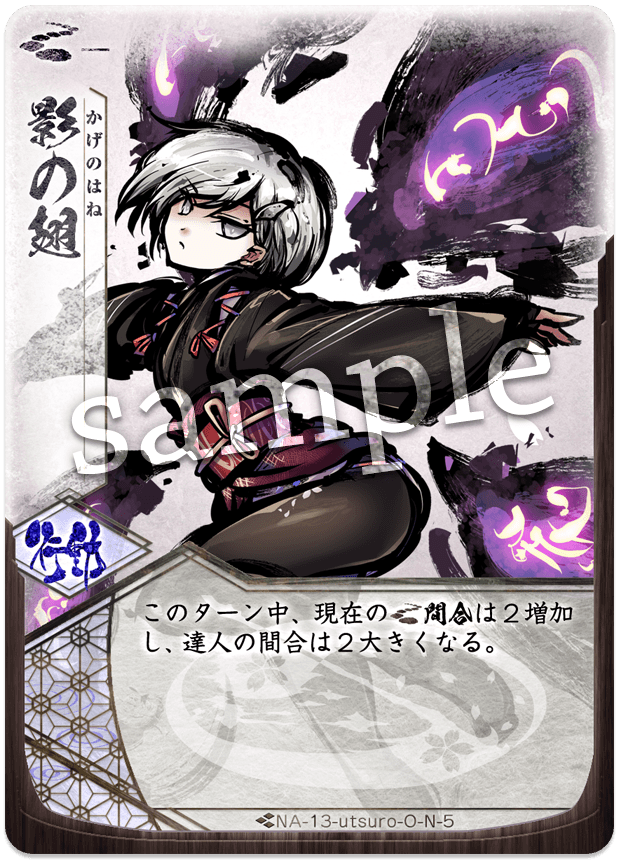 影の翅
かげのはね
sample
行動
このターン中、現在の間合は２増加
し、達人の間合は２大きくなる。
NA-13-utsuro-O-N-5